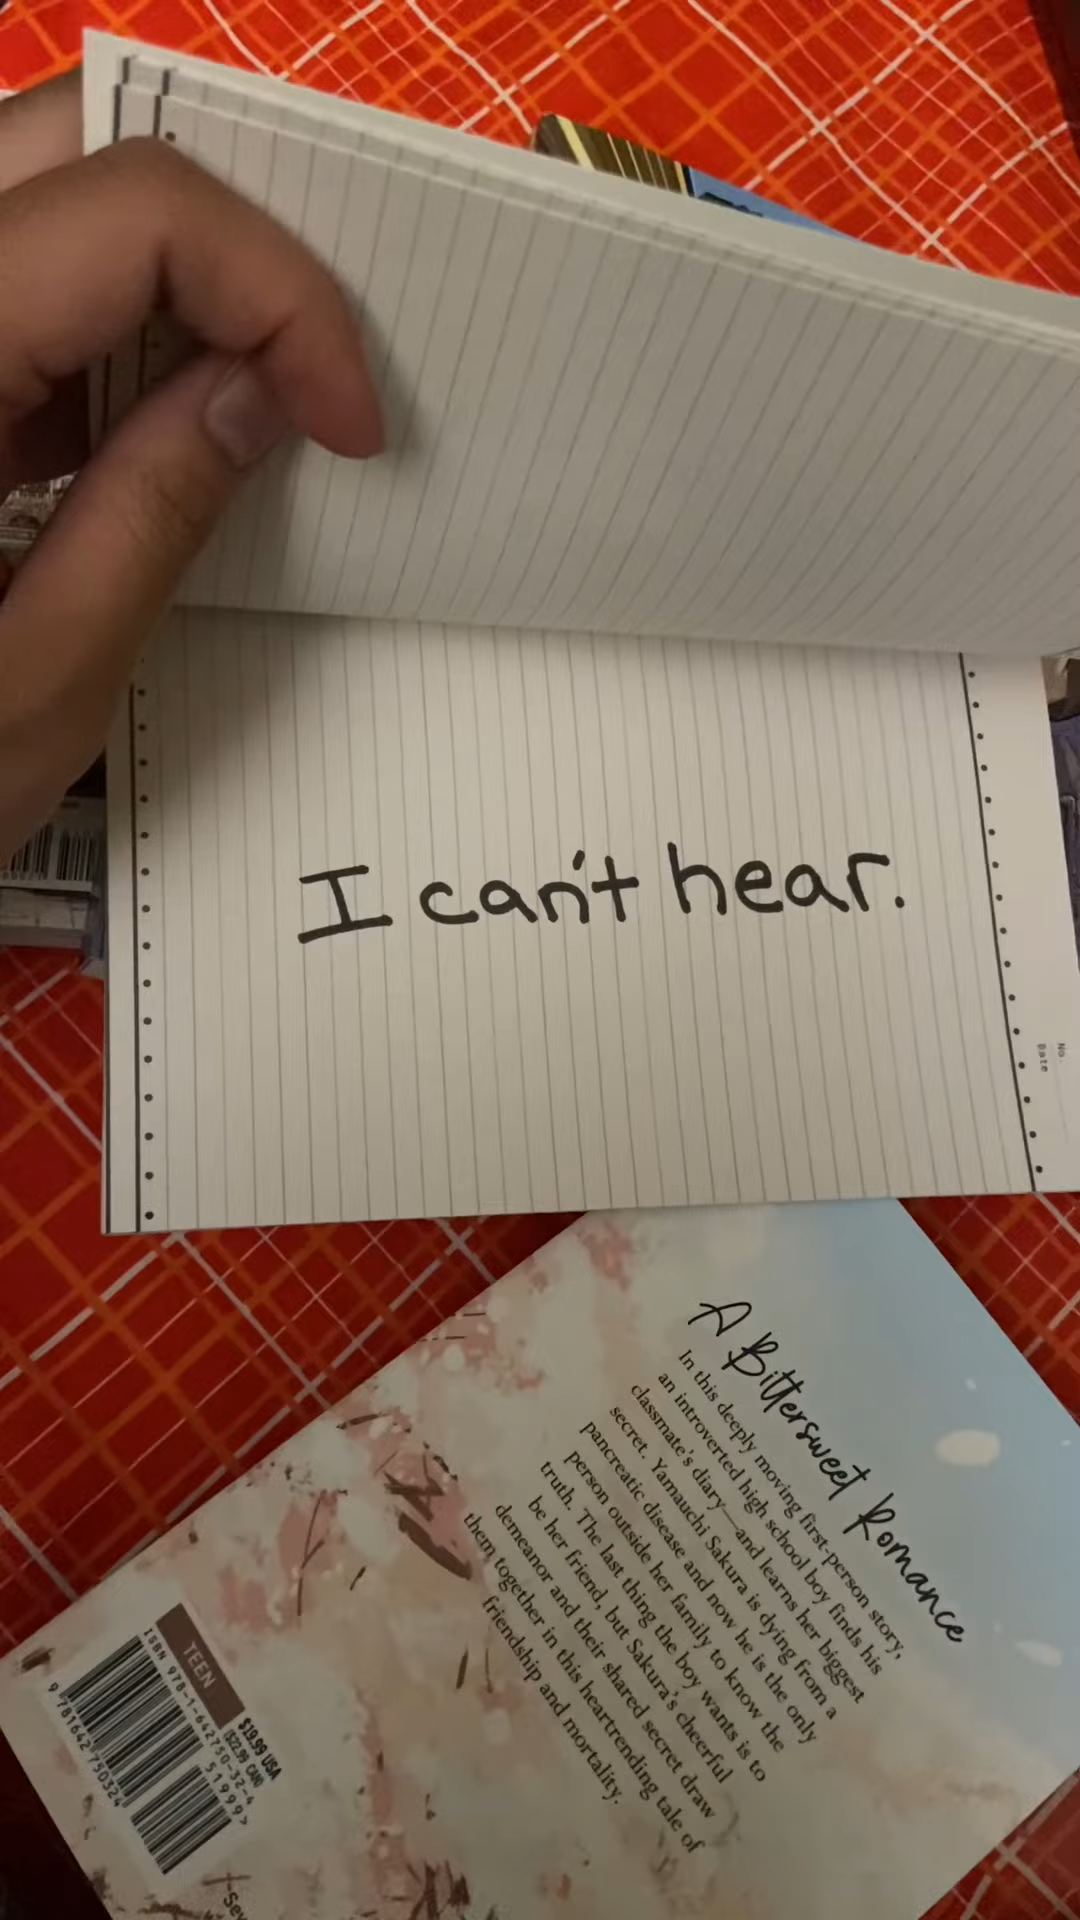 I can't hear.
No.
Date
A Bittersweet Romance
In this deeply moving first-person story,
an introverted high school boy finds his
classmate's diary—and learns her biggest
secret. Yamauchi Sakura is dying from a
pancreatic disease and now he is the only
person outside her family to know the
truth. The last thing the boy wants is to
be her friend, but Sakura's cheerful
demeanor and their shared secret draw
them together in this heartrending tale of
friendship and mortality.
TEEN
$19.99 USA
($22.99 CAN)
ISBN 978-1-642750-32-4
51999>
9 781642 750324